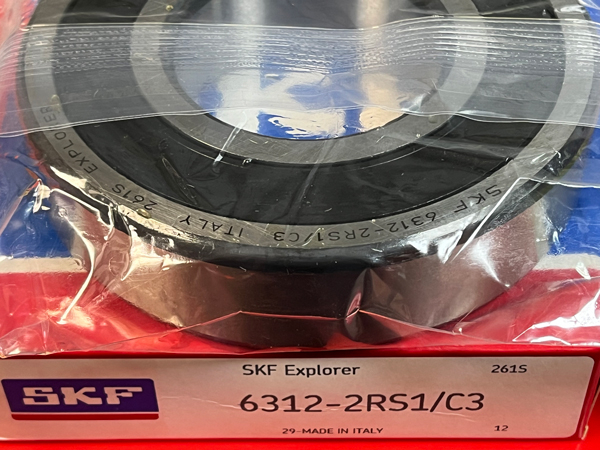 SKF 6312-2RS1/C3 ITALY 261S EXPLORER
SKF Explorer 261S
SKF 6312-2RS1/C3
29-MADE IN ITALY 12